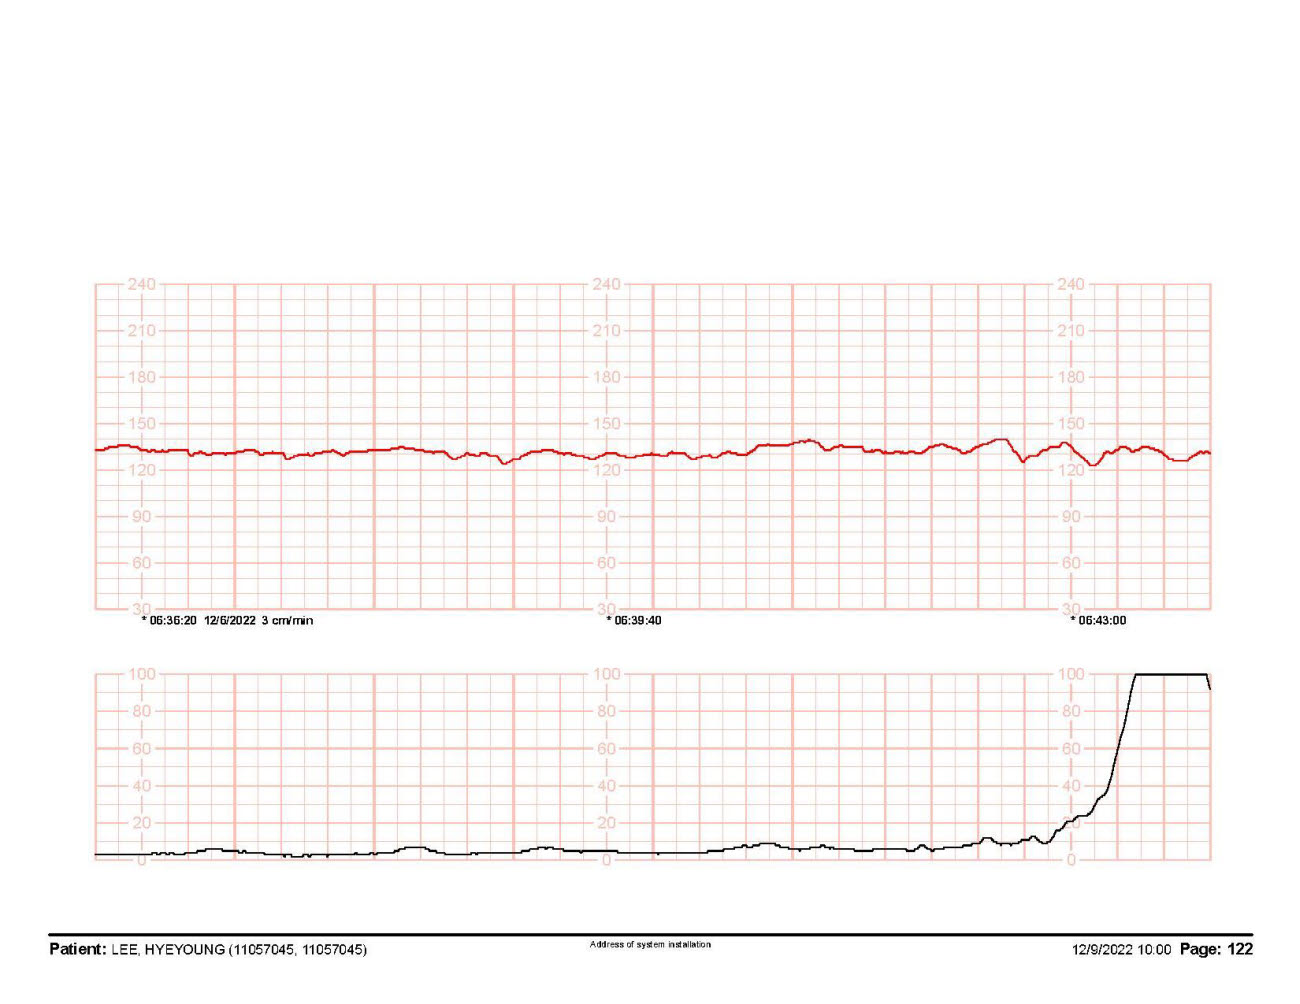 240 240 240
210 210 210
180 180 180
150 150 150
120 120 120
90 90 90
60 60 60
30 30 30
* 06:36:20 12/6/2022 3 cm/min * 06:39:40 * 06:43:00
100 100 100
80 80 80
60 60 60
40 40 40
20 20 20
0 0 0
Patient: LEE, HYEYOUNG (11057045, 11057045) Address of system installation 12/9/2022 10:00 Page: 122